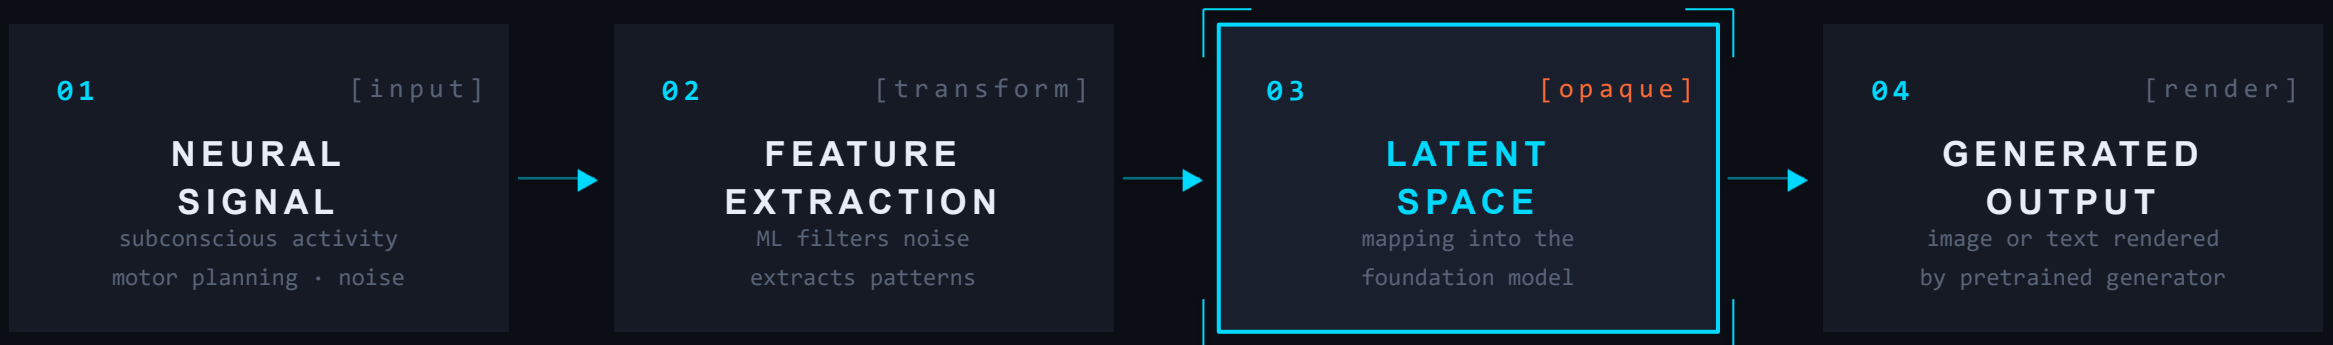 01 [input]
NEURAL
SIGNAL
subconscious activity
motor planning · noise
02 [transform]
FEATURE
EXTRACTION
ML filters noise
extracts patterns
03 [opaque]
LATENT
SPACE
mapping into the
foundation model
04 [render]
GENERATED
OUTPUT
image or text rendered
by pretrained generator